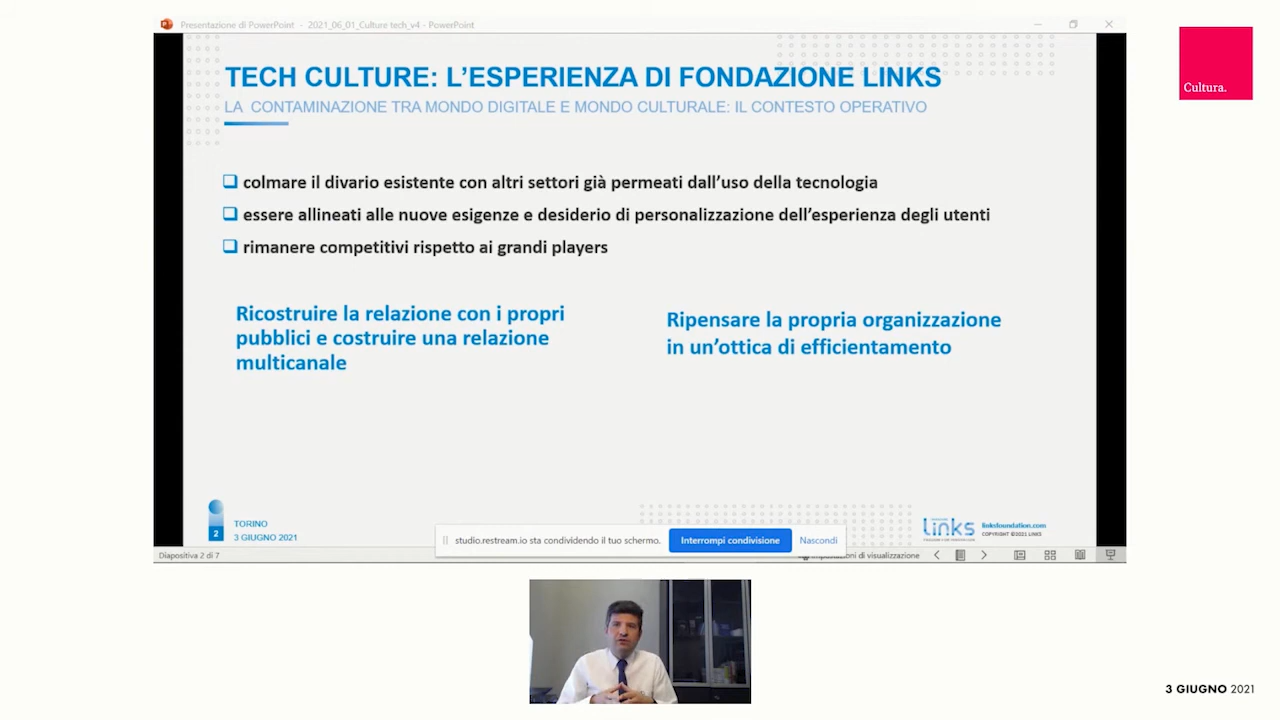 Presentazione di PowerPoint - 2021_06_01_Culture tech_v4 - PowerPoint
Cultura.
TECH CULTURE: L'ESPERIENZA DI FONDAZIONE LINKS
LA CONTAMINAZIONE TRA MONDO DIGITALE E MONDO CULTURALE: IL CONTESTO OPERATIVO
colmare il divario esistente con altri settori già permeati dall'uso della tecnologia
essere allineati alle nuove esigenze e desiderio di personalizzazione dell'esperienza degli utenti
rimanere competitivi rispetto ai grandi players
Ricostruire la relazione con i propri
pubblici e costruire una relazione
multicanale
Ripensare la propria organizzazione
in un'ottica di efficientamento
2
TORINO
3 GIUGNO 2021
studio.restream.io sta condividendo il tuo schermo.
Interrompi condivisione
Nascondi
links
linksfoundation.com
COPYRIGHT ©2021 LINKS
Diapositiva 2 di 7
di visualizzazione
3 GIUGNO 2021